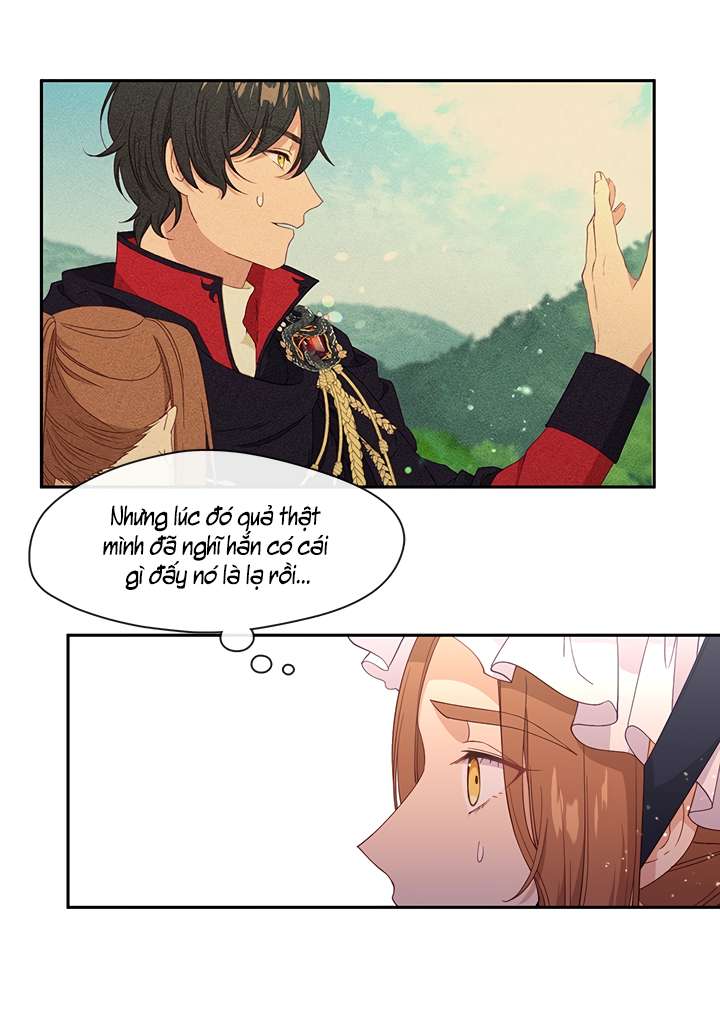 Nhưng lúc đó quả thật
mình đã nghĩ hắn có cái
gì đấy nó là lạ rồi...